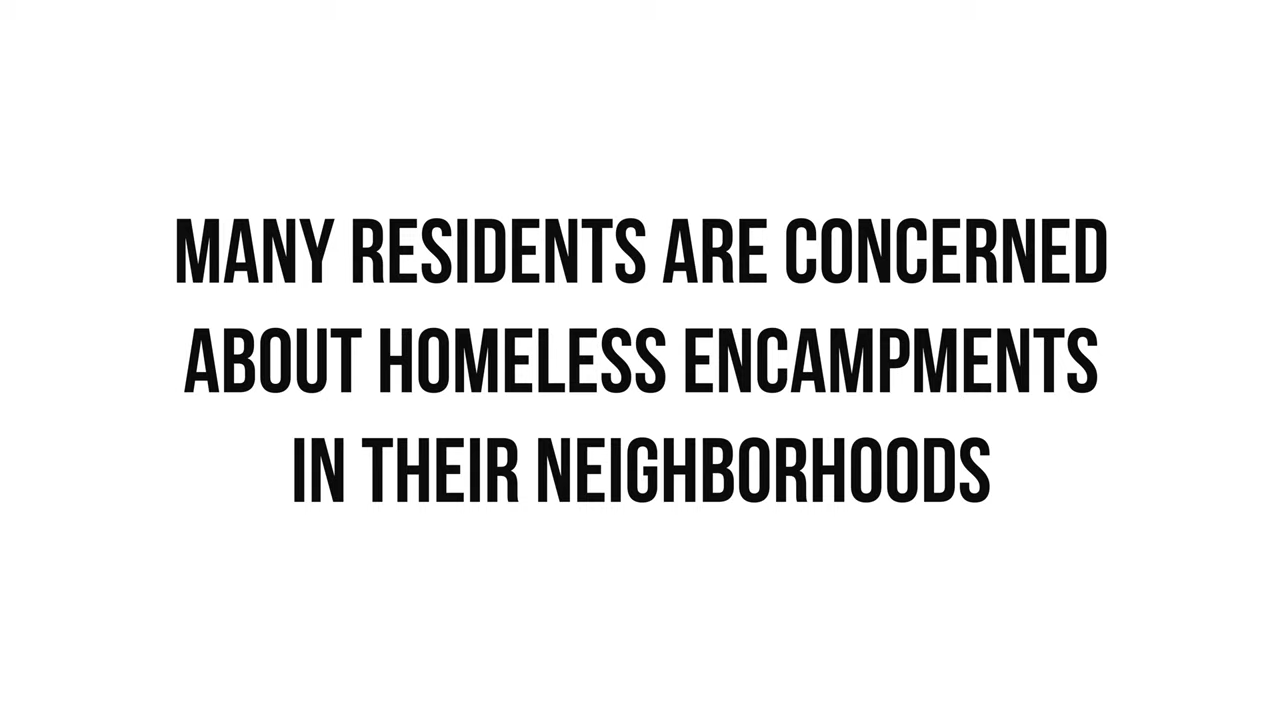 MANY RESIDENTS ARE CONCERNED
ABOUT HOMELESS ENCAMPMENTS
IN THEIR NEIGHBORHOODS